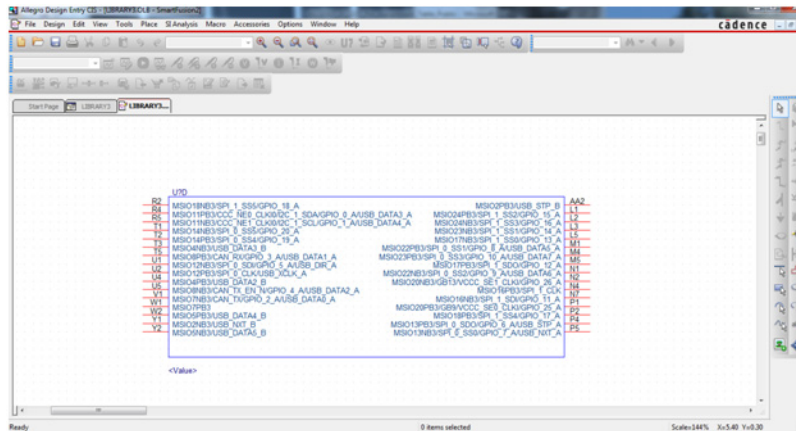 Allegro Design Entry CIS - [LIBRARY3.OLB - SmartFusion2]
File Design Edit View Tools Place SI Analysis Macro Accessories Options Window Help
cādence
Start Page LIBRARY3 LIBRARY3...
U?D
R2 MSIO18NB3/SPI_1_SS5/GPIO_18_A
R4 MSIO11PB3/CCC_NE0_CLKI0/I2C_1_SDA/GPIO_0_A/USB_DATA3_A
R5 MSIO11NB3/CCC_NE1_CLKI0/I2C_1_SCL/GPIO_1_A/USB_DATA4_A
T1 MSIO14NB3/SPI_0_SS5/GPIO_20_A
T2 MSIO14PB3/SPI_0_SS4/GPIO_19_A
T3 MSIO4NB3/USB_DATA3_B
T5 MSIO8PB3/CAN_RX/GPIO_3_A/USB_DATA1_A
U1 MSIO12NB3/SPI_0_SDI/GPIO_5_A/USB_DIR_A
U2 MSIO12PB3/SPI_0_CLK/USB_XCLK_A
U4 MSIO4PB3/USB_DATA2_B
U5 MSIO8NB3/CAN_TX_EN_N/GPIO_4_A/USB_DATA2_A
V1 MSIO7NB3/CAN_TX/GPIO_2_A/USB_DATA0_A
W1 MSIO7PB3
W2 MSIO5PB3/USB_DATA4_B
Y1 MSIO2NB3/USB_NXT_B
Y2 MSIO5NB3/USB_DATA5_B
MSIO2PB3/USB_STP_B AA2
MSIO24PB3/SPI_1_SS2/GPIO_15_A L1
MSIO24NB3/SPI_1_SS3/GPIO_16_A L2
MSIO23NB3/SPI_1_SS1/GPIO_14_A L3
MSIO17NB3/SPI_1_SS0/GPIO_13_A L5
MSIO22PB3/SPI_0_SS1/GPIO_8_A/USB_DATA5_A M1
MSIO23PB3/SPI_0_SS3/GPIO_10_A/USB_DATA7_A M4
MSIO17PB3/SPI_1_SDO/GPIO_12_A M5
MSIO22NB3/SPI_0_SS2/GPIO_9_A/USB_DATA6_A N1
MSIO20NB3/GB13/VCCC_SE1_CLKI/GPIO_26_A N2
MSIO16PB3/SPI_1_CLK N4
MSIO16NB3/SPI_1_SDI/GPIO_11_A N7
MSIO20PB3/GB9/VCCC_SE0_CLKI/GPIO_25_A P1
MSIO18PB3/SPI_1_SS4/GPIO_17_A P2
MSIO13PB3/SPI_0_SDO/GPIO_6_A/USB_STP_A P4
MSIO13NB3/SPI_0_SS0/GPIO_7_A/USB_NXT_A P5
<Value>
Ready 0 items selected Scale=144% X=5.40 Y=0.30